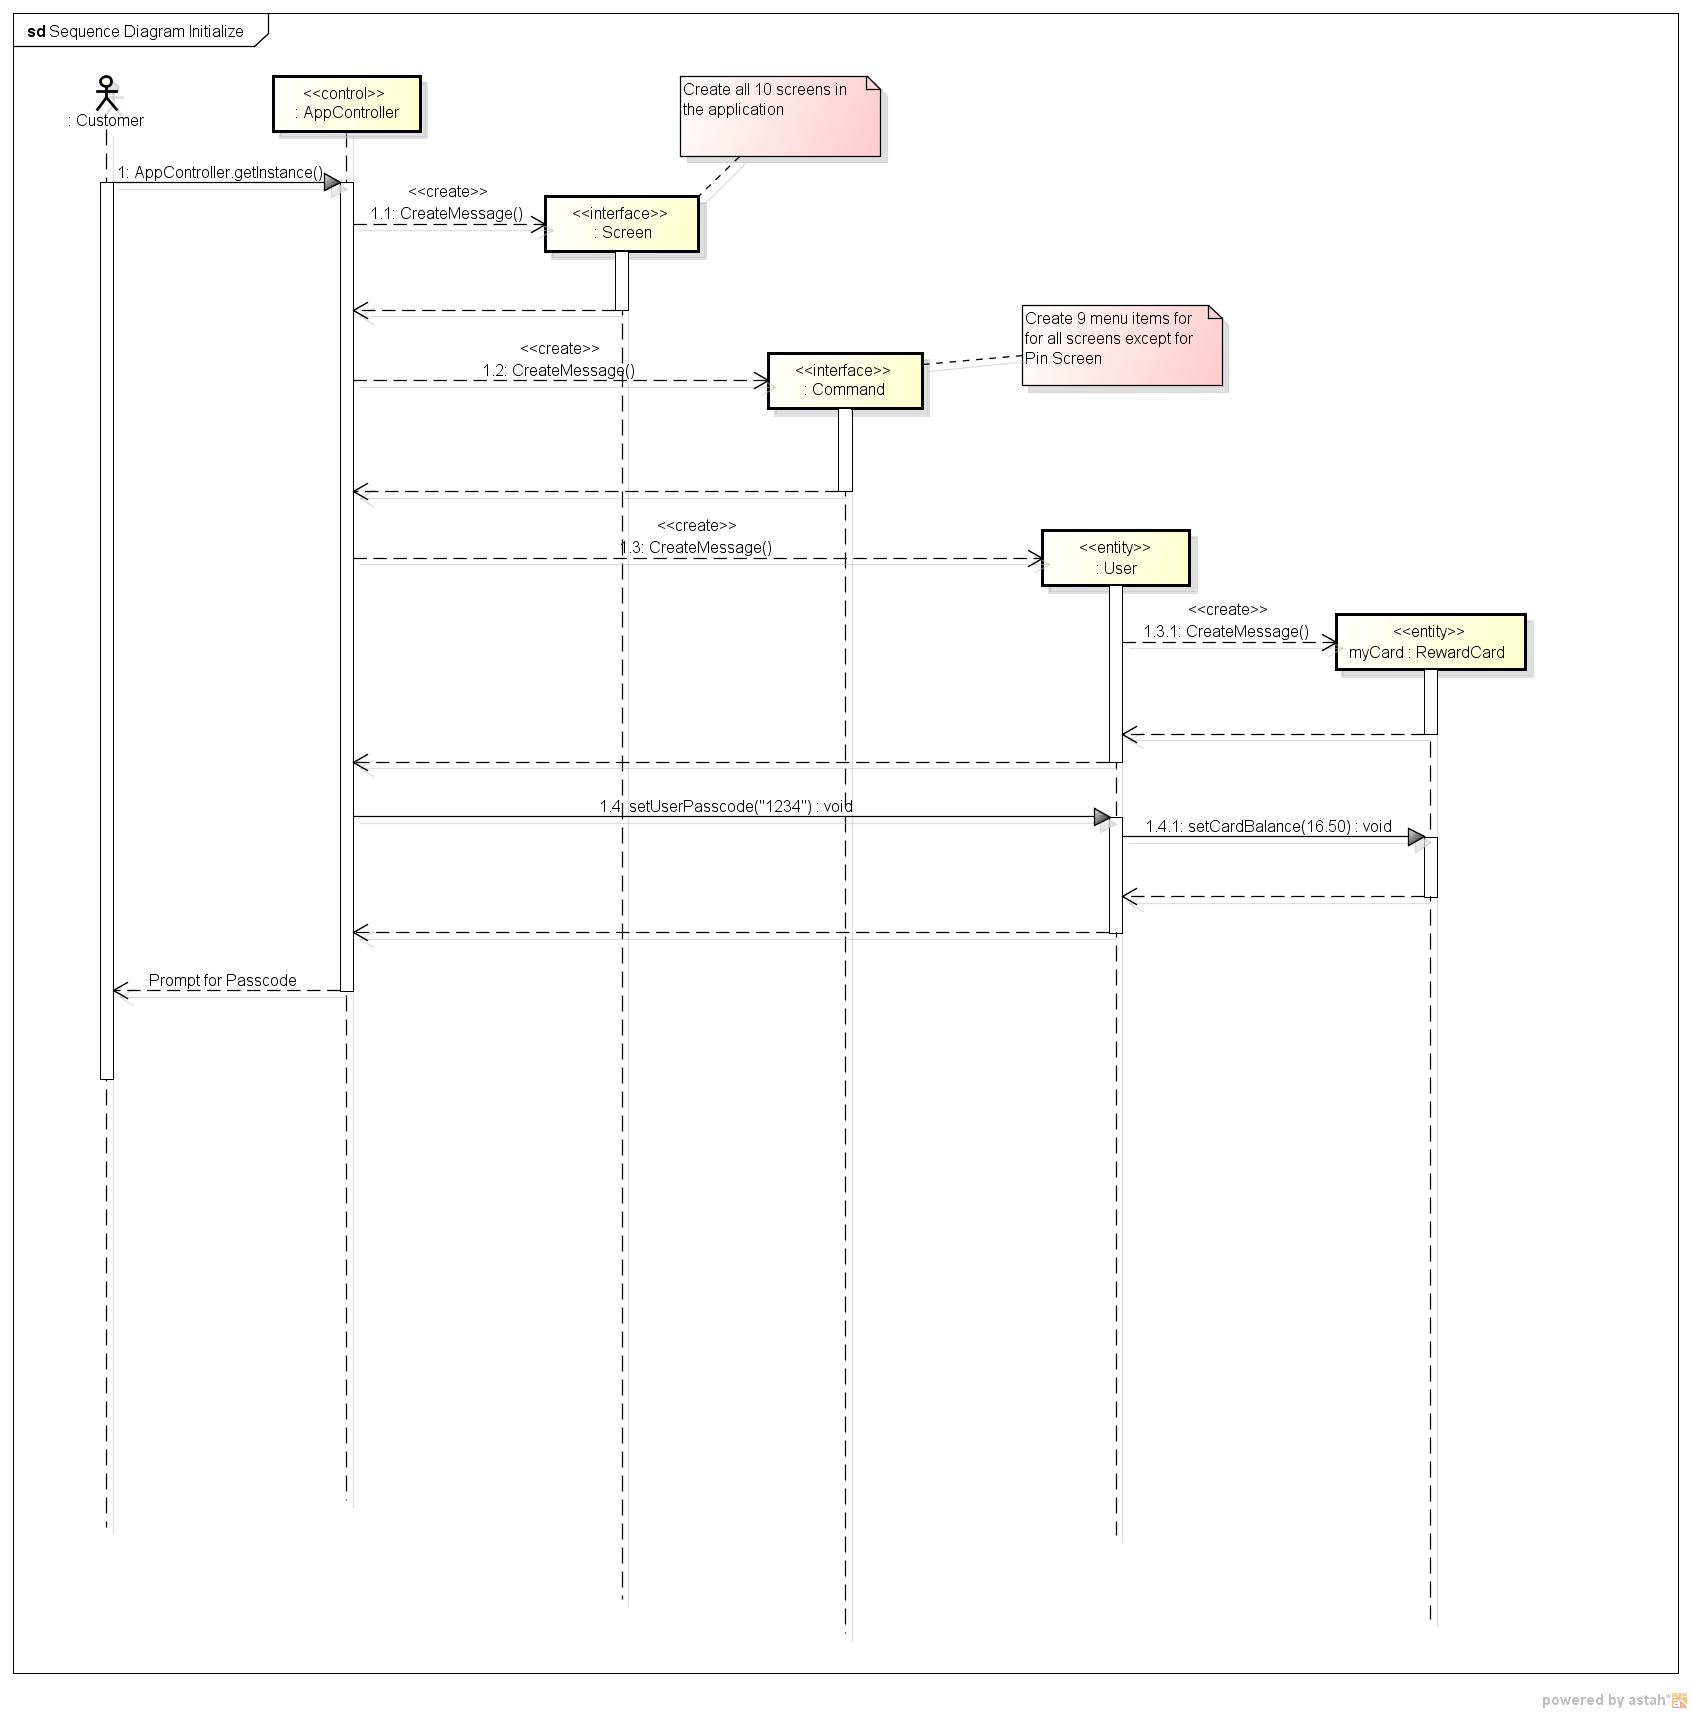 sd Sequence Diagram Initialize
: Customer
<<control>>
: AppController
Create all 10 screens in
the application
1: AppController.getInstance()
<<create>>
1.1: CreateMessage()
<<interface>>
: Screen
Create 9 menu items for
for all screens except for
Pin Screen
<<create>>
1.2: CreateMessage()
<<interface>>
: Command
<<create>>
1.3: CreateMessage()
<<entity>>
: User
<<create>>
1.3.1: CreateMessage()
<<entity>>
myCard : RewardCard
1.4: setUserPasscode("1234") : void
1.4.1: setCardBalance(16.50) : void
Prompt for Passcode
powered by astah*